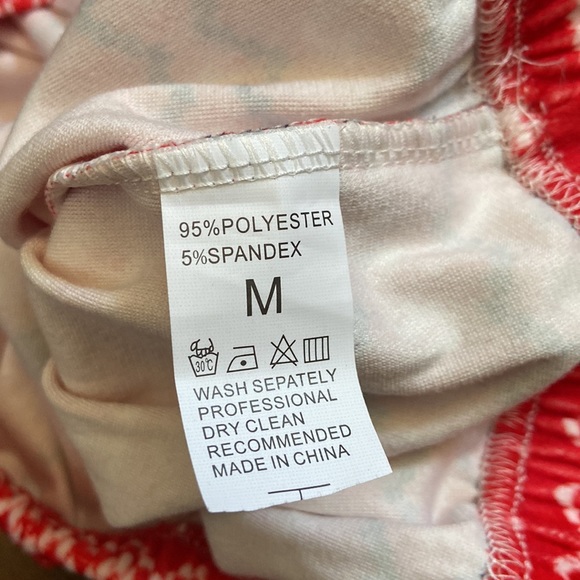 95%POLYESTER
5%SPANDEX
M
30℃
WASH SEPATELY
PROFESSIONAL
DRY CLEAN
RECOMMENDED
MADE IN CHINA